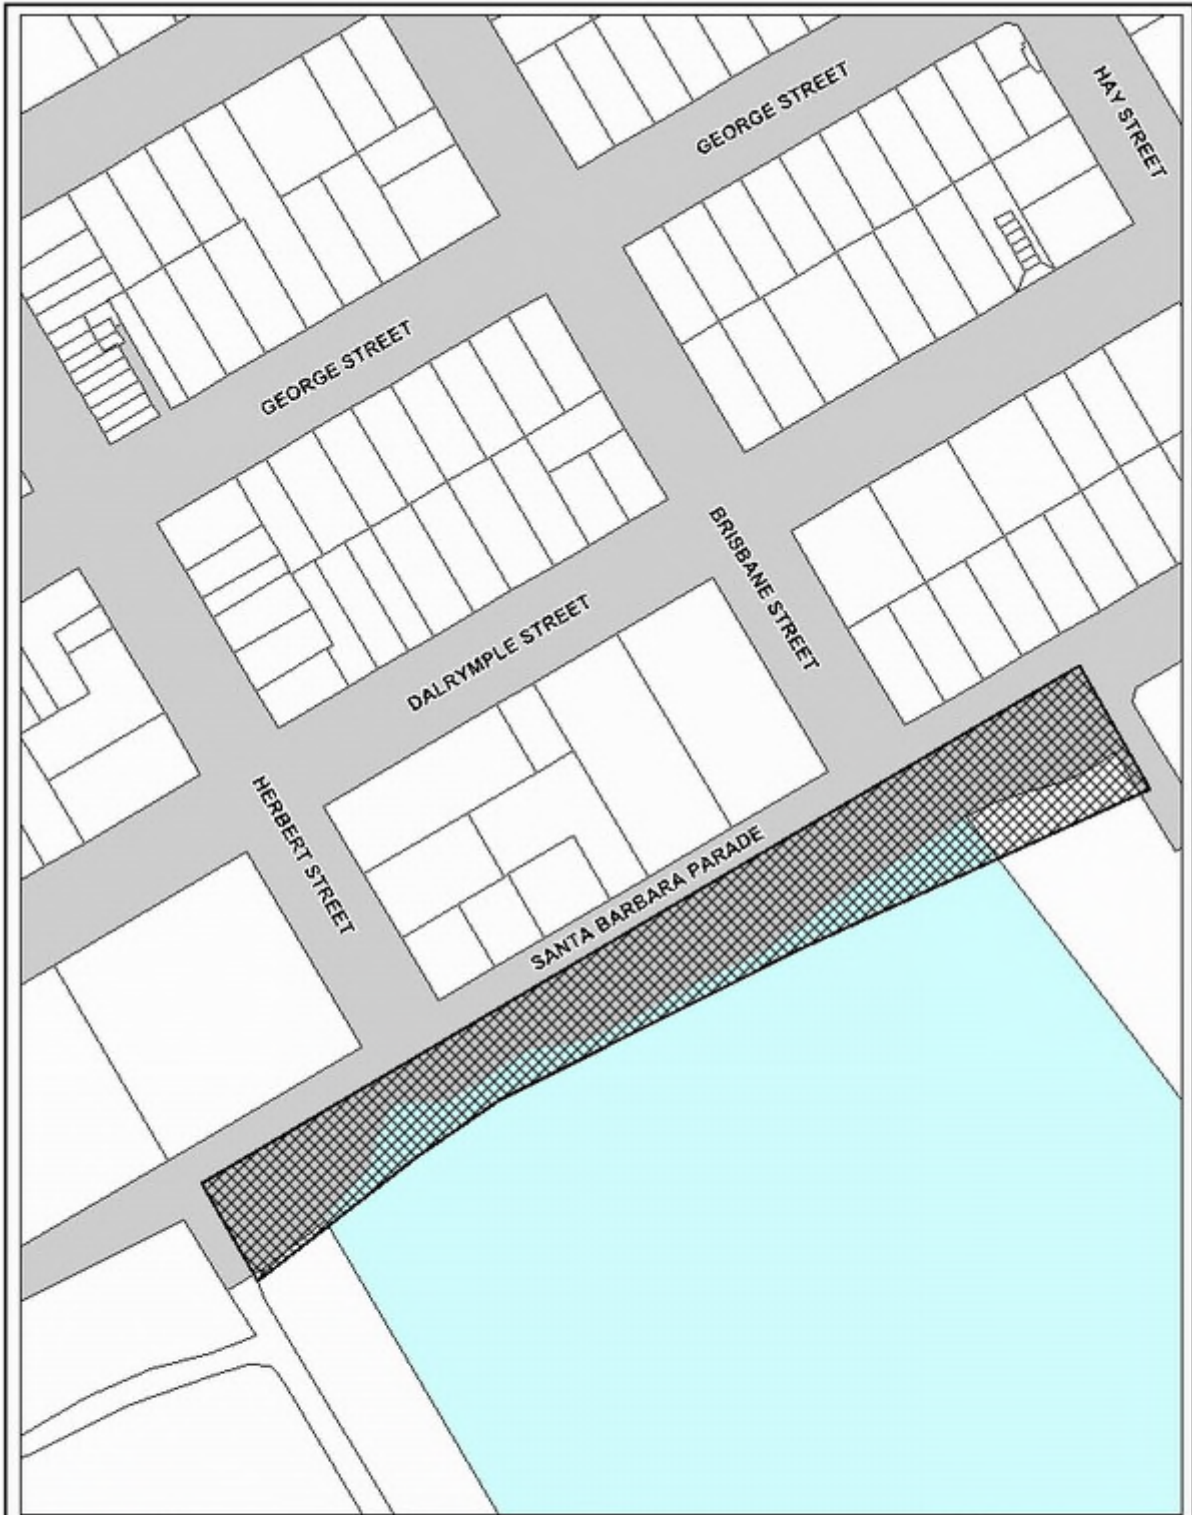 GEORGE STREET
HAY STREET
GEORGE STREET
BRISBANE STREET
DALRYMPLE STREET
HERBERT STREET
SANTA BARBARA PARADE